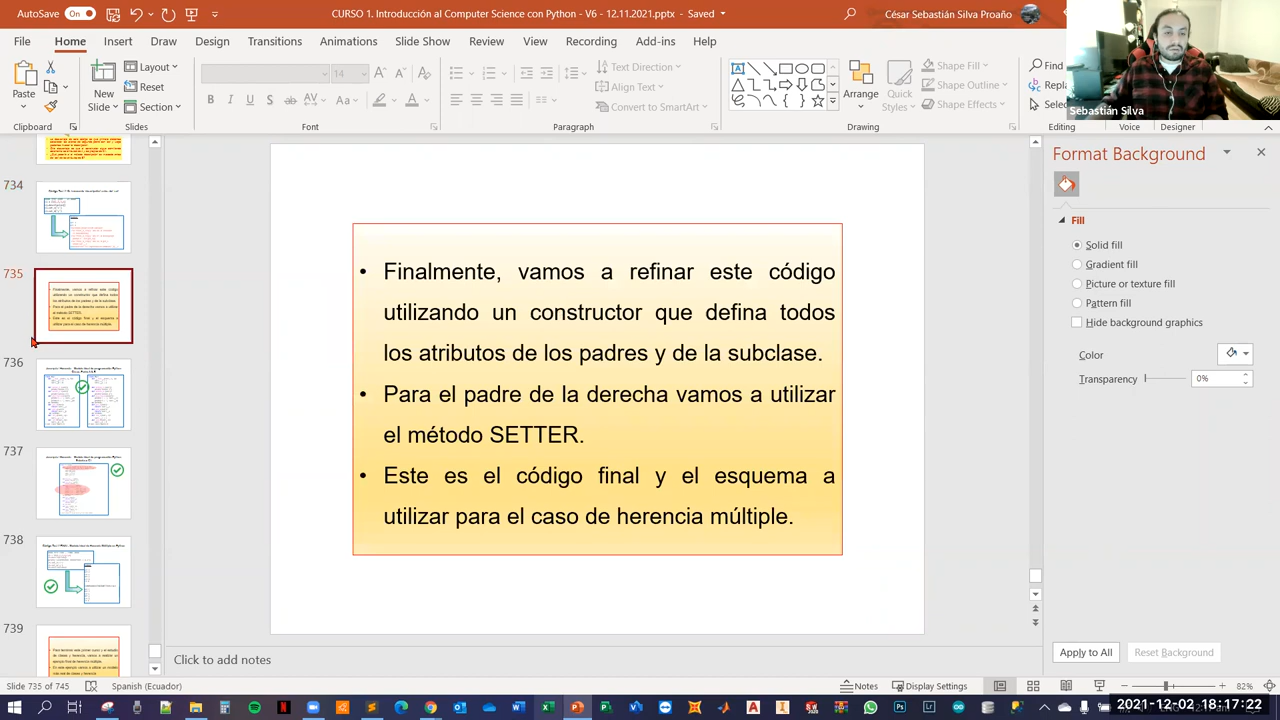 AutoSave On
CURSO 1. Introducción - V6 - 12.11.2021.pptx - Saved
César Sebastián Silva Proaño
File Home Insert Draw Design Transitions Animations Slide Show Review View Recording Add-ins Help
Paste
New
Slide
Layout
Reset
Section
14
Text Direction
Align Text
Convert to SmartArt
Arrange
Quick
Styles
Shape Fill
Shape Outline
Shape Effects
Find
Sebastián Silva
Clipboard Slides Font Paragraph Drawing Editing Voice Designer
734
735
736
737
738
739
• Finalmente, vamos a refinar este código
utilizando un constructor que defina todos
los atributos de los padres y de la subclase.
• Para el padre de la derecha vamos a utilizar
el método SETTER.
• Este es el código final y el esquema a
utilizar para el caso de herencia múltiple.
Format Background
Fill
Solid fill
Gradient fill
Picture or texture fill
Pattern fill
Hide background graphics
Color
Transparency 0%
Apply to All Reset Background
Click to add notes
Slide 735 of 745 Spanish (Ecuador) Notes Display Settings 82%
2021-12-02 18:17:22